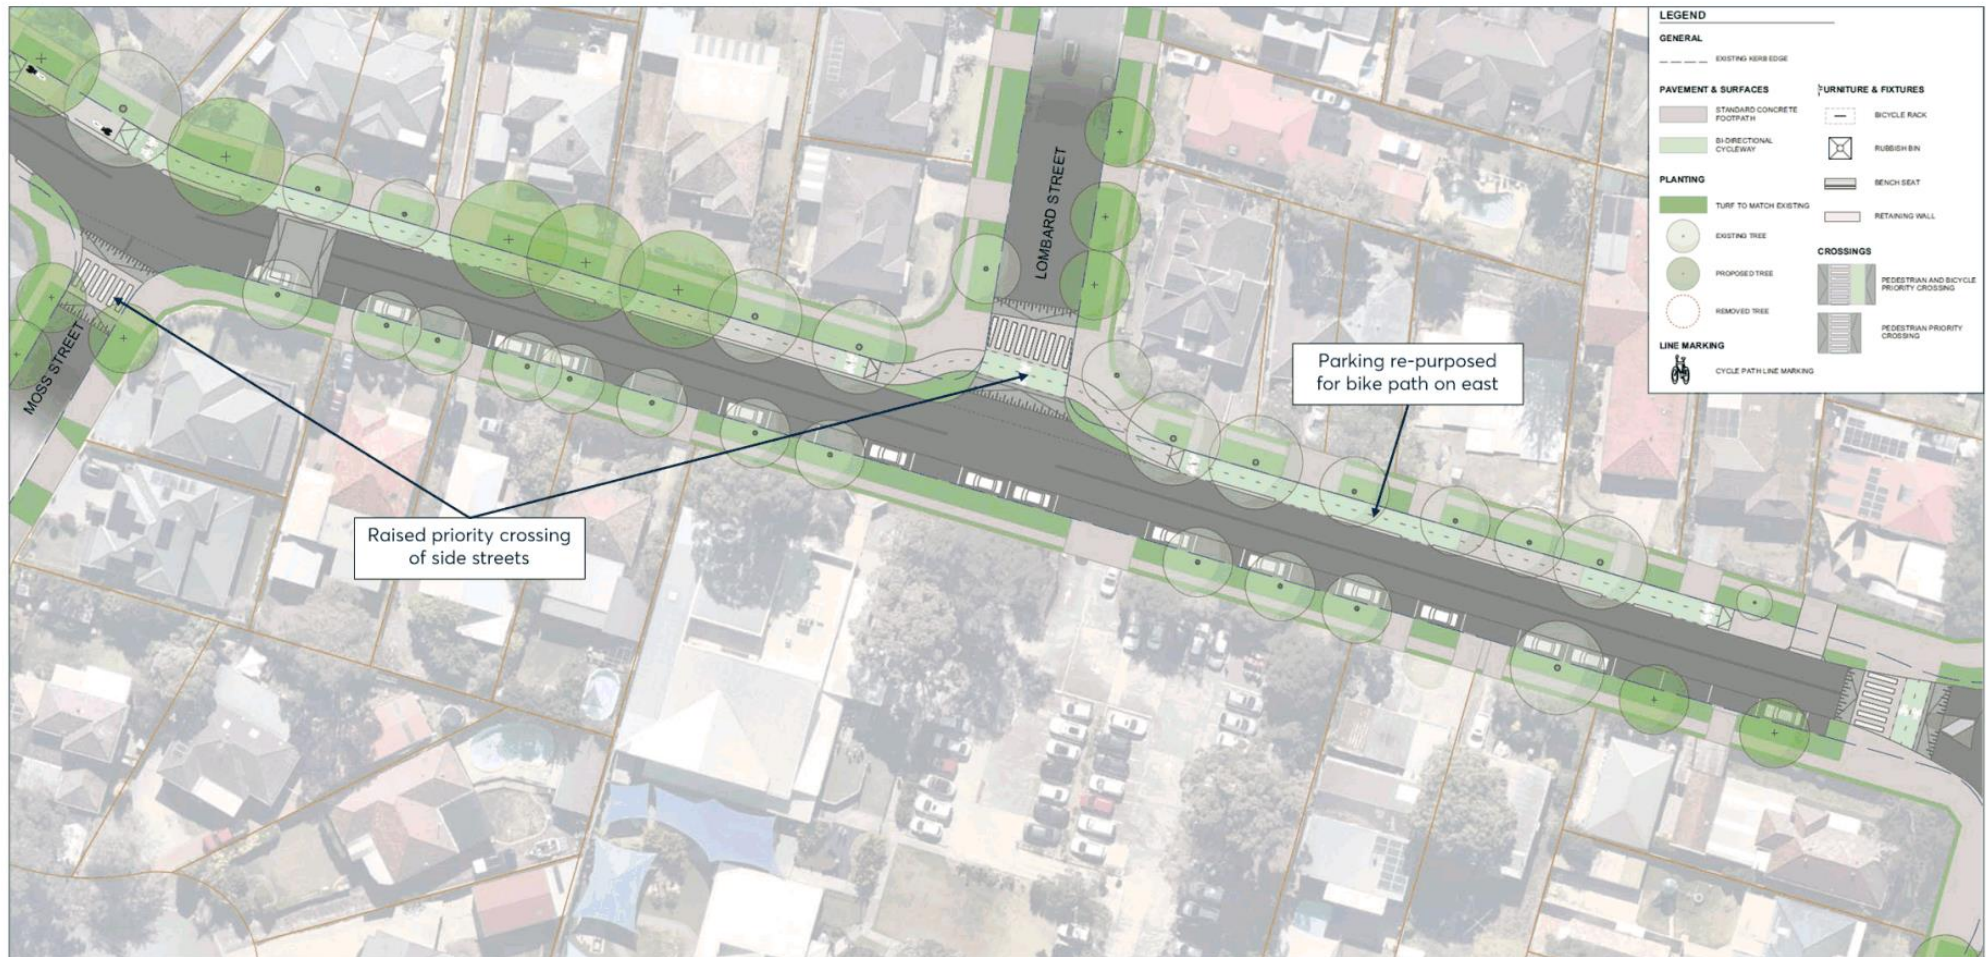 LEGEND
GENERAL
EXISTING KERB EDGE
PAVEMENT & SURFACES
STANDARD CONCRETE
FOOTPATH
BI-DIRECTIONAL
CYCLEWAY
PLANTING
TURF TO MATCH EXISTING
EXISTING TREE
PROPOSED TREE
REMOVED TREE
LINE MARKING
CYCLE PATH LINE MARKING
FURNITURE & FIXTURES
BICYCLE RACK
RUBBISH BIN
BENCH SEAT
RETAINING WALL
CROSSINGS
PEDESTRIAN AND BICYCLE
PRIORITY CROSSING
PEDESTRIAN PRIORITY
CROSSING
LOMBARD STREET
MOSS STREET
Parking re-purposed
for bike path on east
Raised priority crossing
of side streets